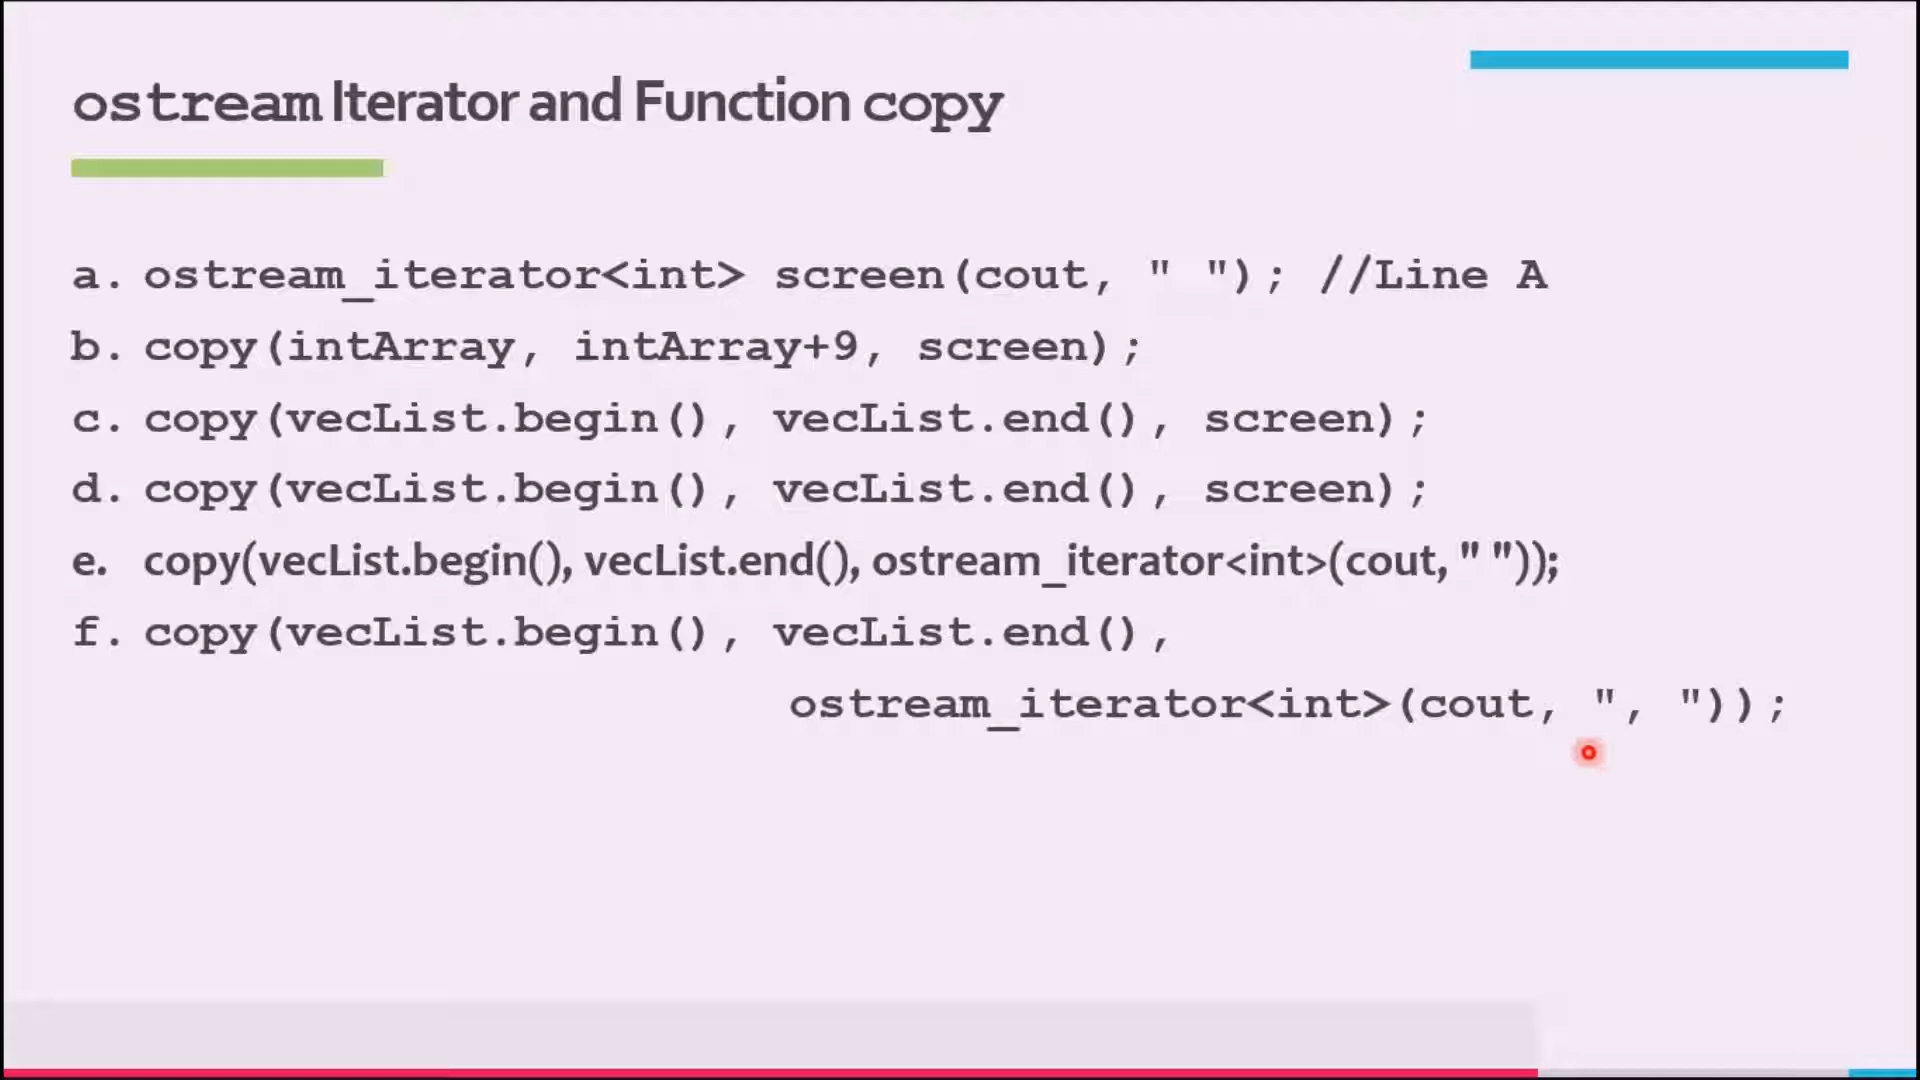 ostream Iterator and Function copy
a. ostream_iterator<int> screen(cout, " "); //Line A
b. copy(intArray, intArray+9, screen);
c. copy(vecList.begin(), vecList.end(), screen);
d. copy(vecList.begin(), vecList.end(), screen);
e. copy(vecList.begin(), vecList.end(), ostream_iterator<int>(cout, " "));
f. copy(vecList.begin(), vecList.end(),
ostream_iterator<int>(cout, ", "));